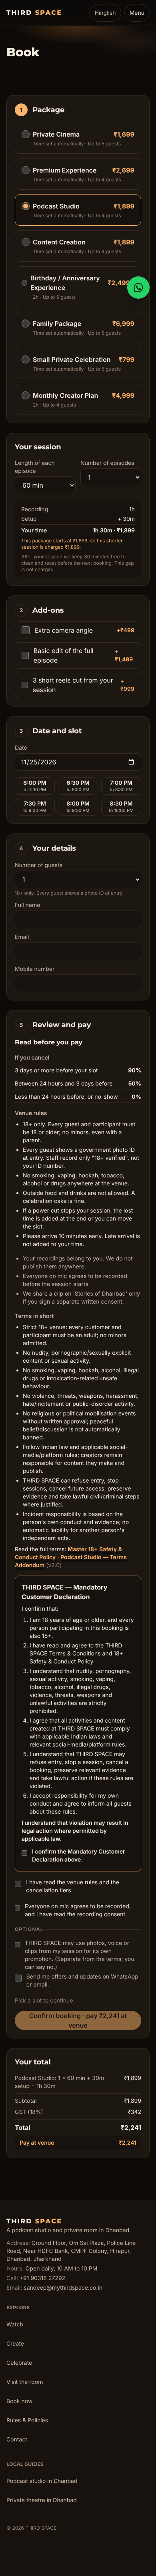 THIRD SPACE
Hinglish
Menu
Book
1 Package
Private Cinema ₹1,699
Time set automatically · Up to 5 guests
Premium Experience ₹2,699
Time set automatically · Up to 4 guests
Podcast Studio ₹1,899
Time set automatically · Up to 4 guests
Content Creation ₹1,899
Time set automatically · Up to 4 guests
Birthday / Anniversary ₹2,499
Experience
2h · Up to 5 guests
Family Package ₹6,999
Time set automatically · Up to 5 guests
Small Private Celebration ₹799
Time set automatically · Up to 5 guests
Monthly Creator Plan ₹4,999
2h · Up to 4 guests
Your session
Length of each episode
Number of episodes
60 min
1
Recording 1h
Setup + 30m
Your time 1h 30m · ₹1,899
This package starts at ₹1,899, so this shorter
session is charged ₹1,899.
After your session we keep 30 minutes free to
clean and reset before the next booking. This gap
is not charged.
2 Add-ons
Extra camera angle +₹499
Basic edit of the full episode +₹1,499
3 short reels cut from your session +₹999
3 Date and slot
Date
11/25/2026
6:00 PM
to 7:30 PM
6:30 PM
to 8:00 PM
7:00 PM
to 8:30 PM
7:30 PM
to 9:00 PM
8:00 PM
to 9:30 PM
8:30 PM
to 10:00 PM
4 Your details
Number of guests
1
18+ only. Every guest shows a photo ID at entry.
Full name
Email
Mobile number
5 Review and pay
Read before you pay
If you cancel
3 days or more before your slot 90%
Between 24 hours and 3 days before 50%
Less than 24 hours before, or no-show 0%
Venue rules
• 18+ only. Every guest and participant must
be 18 or older; no minors, even with a
parent.
• Every guest shows a government photo ID
at entry. Staff record only "18+ verified", not
your ID number.
• No smoking, vaping, hookah, tobacco,
alcohol or drugs anywhere at the venue.
• Outside food and drinks are not allowed. A
celebration cake is fine.
• If a power cut stops your session, the lost
time is added at the end or you can move
the slot.
• Please arrive 10 minutes early. Late arrival is
not added to your time.
• Your recordings belong to you. We do not
publish them anywhere.
• Everyone on mic agrees to be recorded
before the session starts.
• We share a clip on 'Stories of Dhanbad' only
if you sign a separate written consent.
Terms in short
• Strict 18+ venue: every customer and
participant must be an adult; no minors
admitted.
• No nudity, pornographic/sexually explicit
content or sexual activity.
• No smoking, vaping, hookah, alcohol, illegal
drugs or intoxication-related unsafe
behaviour.
• No violence, threats, weapons, harassment,
hate/incitement or public-disorder activity.
• No religious or political promotion events
without written approval; peaceful
belief/discussion is not automatically
banned.
• Follow Indian law and applicable social-
media/platform rules; creators remain
responsible for content they make and
publish.
• THIRD SPACE can refuse entry, stop
sessions, cancel future access, preserve
evidence and take lawful civil/criminal steps
where justified.
• Incident responsibility is based on the
person's conduct and evidence; no
automatic liability for another person's
independent acts.
Read the full terms: Master 18+ Safety &
Conduct Policy · Podcast Studio — Terms
Addendum (v2.0)
THIRD SPACE — Mandatory
Customer Declaration
I confirm that:
1. I am 18 years of age or older, and every
person participating in this booking is
also 18+.
2. I have read and agree to the THIRD
SPACE Terms & Conditions and 18+
Safety & Conduct Policy.
3. I understand that nudity, pornography,
sexual activity, smoking, vaping,
tobacco, alcohol, illegal drugs,
violence, threats, weapons and
unlawful activities are strictly
prohibited.
4. I agree that all activities and content
created at THIRD SPACE must comply
with applicable Indian laws and
relevant social-media/platform rules.
5. I understand that THIRD SPACE may
refuse entry, stop a session, cancel a
booking, preserve relevant evidence
and take lawful action if these rules are
violated.
6. I accept responsibility for my own
conduct and agree to inform all guests
about these rules.
I understand that violation may result in
legal action where permitted by
applicable law.
I confirm the Mandatory Customer
Declaration above.
I have read the venue rules and the
cancellation tiers.
Everyone on mic agrees to be recorded,
and I have read the recording consent.
OPTIONAL
THIRD SPACE may use photos, voice or
clips from my session for its own
promotion. (Separate from the terms; you
can say no.)
Send me offers and updates on WhatsApp
or email.
Pick a slot to continue.
Confirm booking · pay ₹2,241 at
venue
Your total
Podcast Studio: 1 × 60 min + 30m ₹1,899
setup = 1h 30m
Subtotal ₹1,899
GST (18%) ₹342
Total ₹2,241
Pay at venue ₹2,241
THIRD SPACE
A podcast studio and private room in Dhanbad.
Address: Ground Floor, Om Sai Plaza, Police Line
Road, Near HDFC Bank, CMPF Colony, Hirapur,
Dhanbad, Jharkhand
Hours: Open daily, 10 AM to 10 PM
Call: +91 90316 27292
Email: sandeep@mythirdspace.co.in
EXPLORE
Watch
Create
Celebrate
Visit the room
Book now
Rules & Policies
Contact
LOCAL GUIDES
Podcast studio in Dhanbad
Private theatre in Dhanbad
© 2026 THIRD SPACE